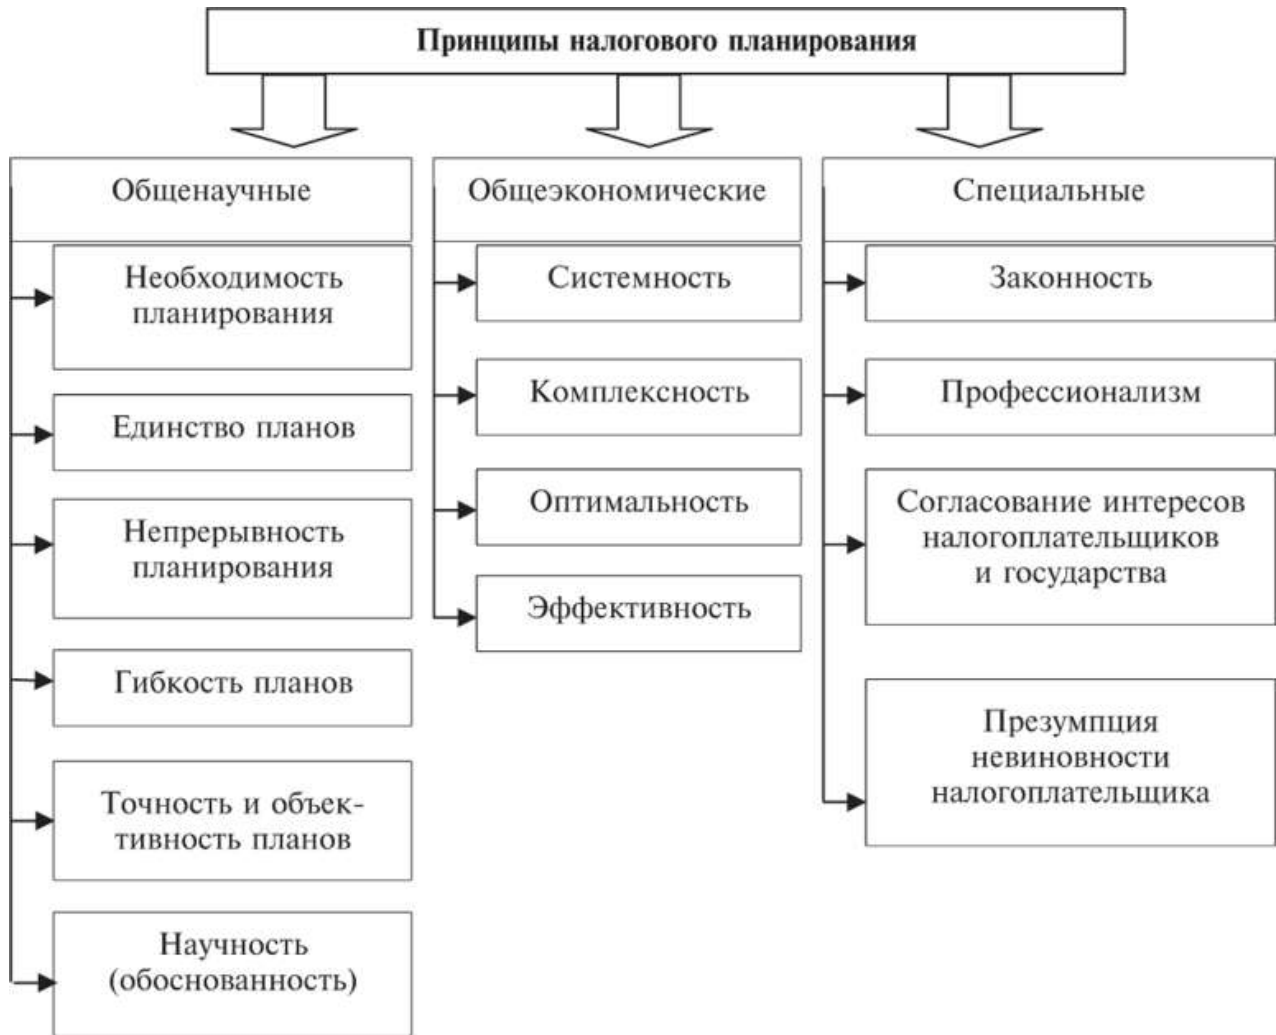 Принципы налогового планирования
Общенаучные
Необходимость
планирования
Единство планов
Непрерывность
планирования
Гибкость планов
Точность и объек-
тивность планов
Научность
(обоснованность)
Общеэкономические
Системность
Комплексность
Оптимальность
Эффективность
Специальные
Законность
Профессионализм
Согласование интересов
налогоплательщиков
и государства
Презумпция
невиновности
налогоплательщика